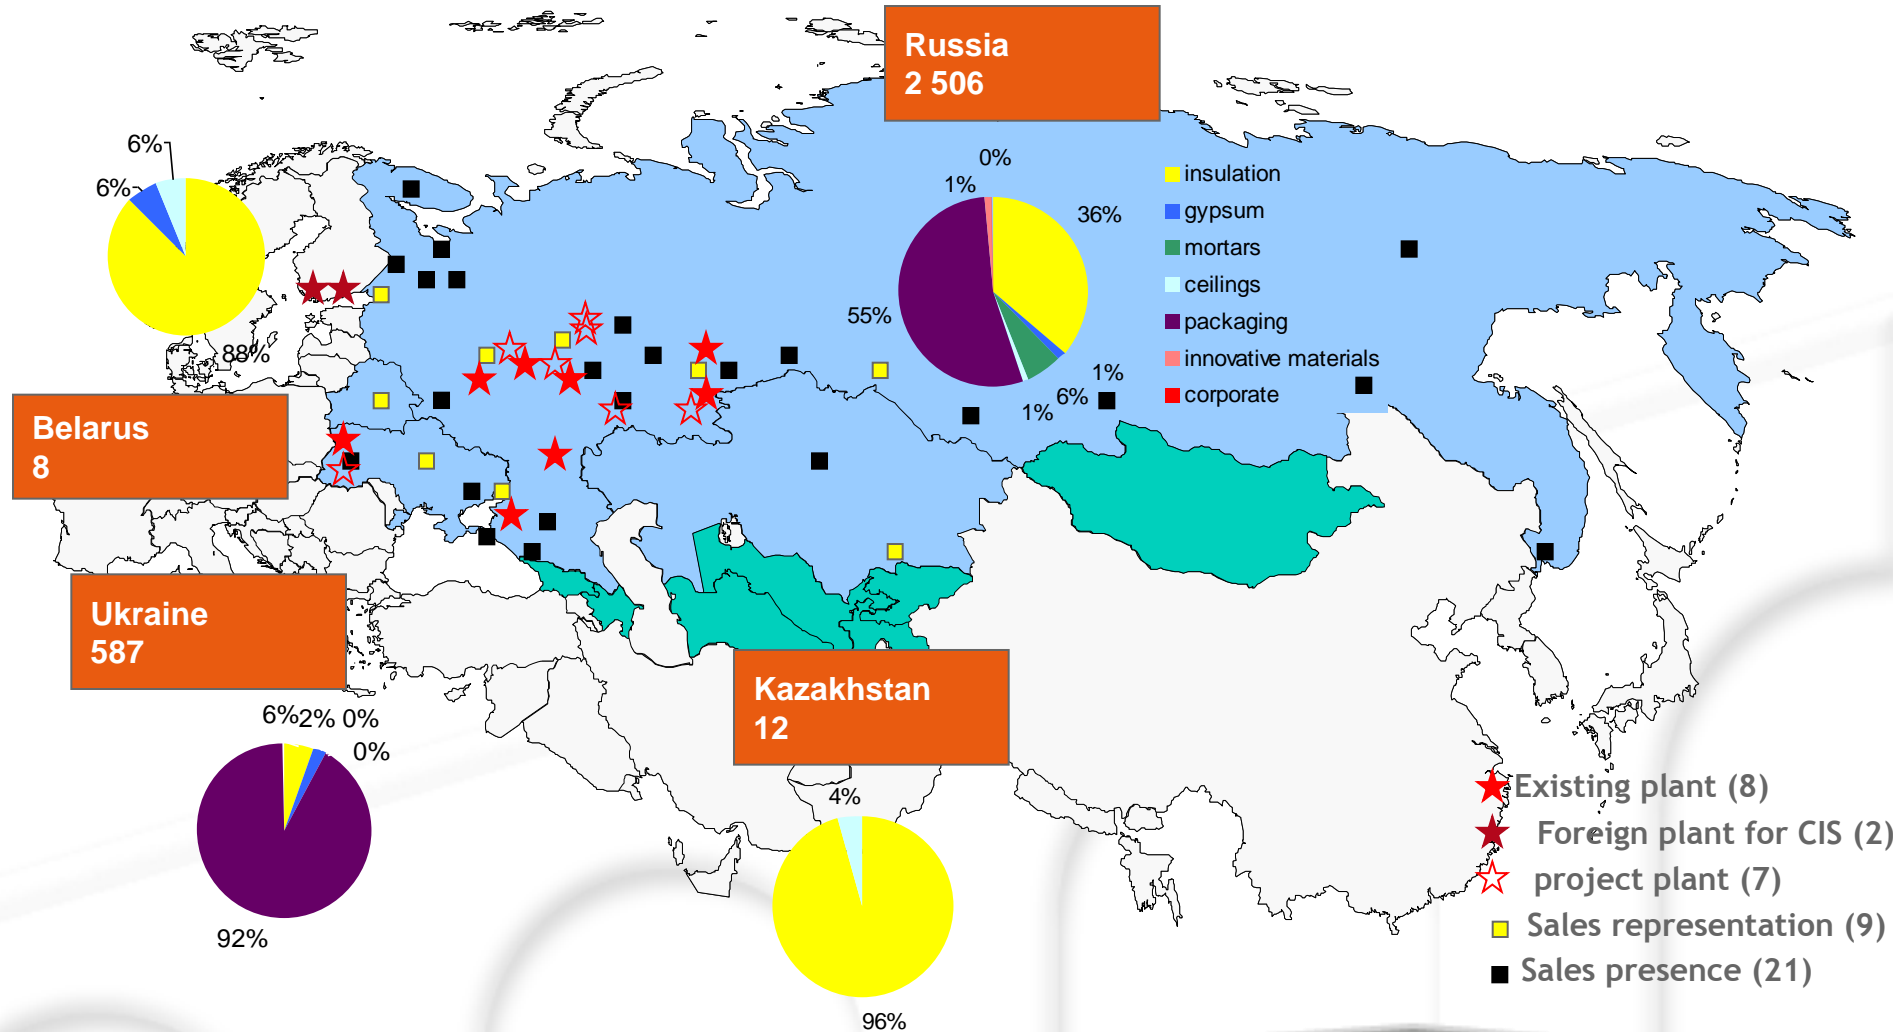 Russia
2 506
6%
6%
88%
0%
1%
36%
55%
1%
6%
1%
insulation
gypsum
mortars
ceilings
packaging
innovative materials
corporate
Belarus
8
Ukraine
587
6%
2%
0%
0%
92%
Kazakhstan
12
4%
96%
Existing plant (8)
Foreign plant for CIS (2)
project plant (7)
Sales representation (9)
Sales presence (21)